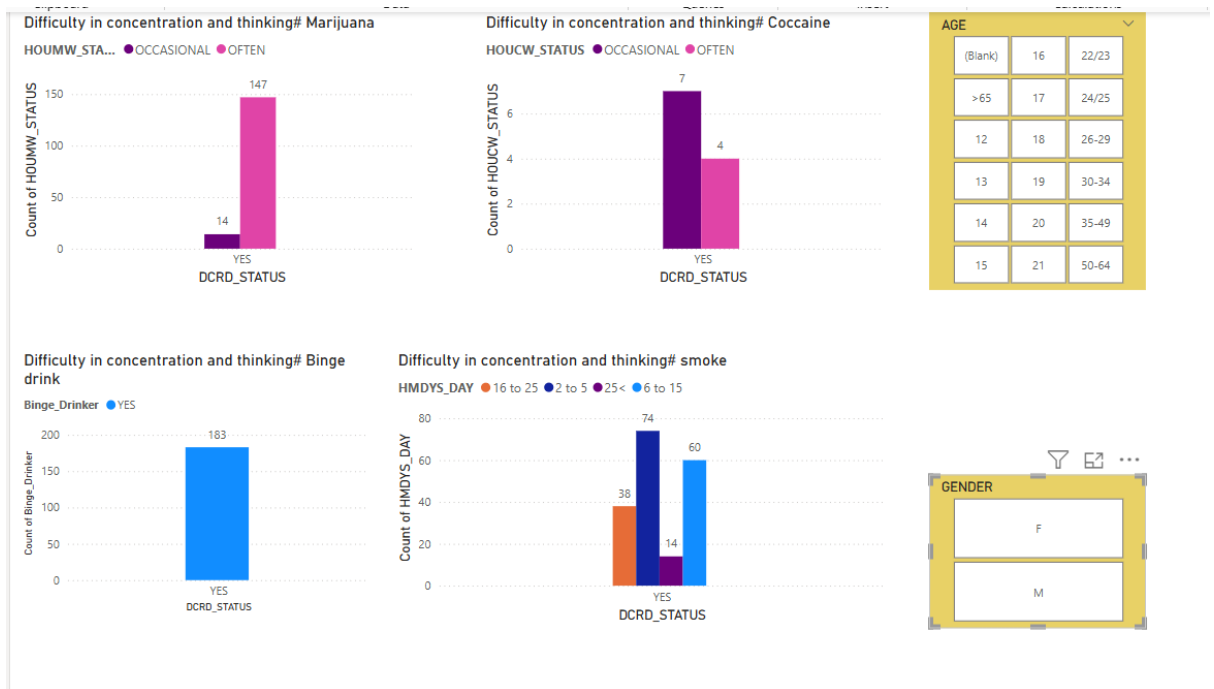 Clipboard Data Queries Insert Calculations
Difficulty in concentration and thinking# Marijuana
HOUMW_STA... OCCASIONAL OFTEN
Count of HOUMW_STATUS
150
100
50
0
147
14
YES
DCRD_STATUS
Difficulty in concentration and thinking# Coccaine
HOUCW_STATUS OCCASIONAL OFTEN
Count of HOUCW_STATUS
6
4
2
0
7
4
YES
DCRD_STATUS
AGE
(Blank) 16 22/23
>65 17 24/25
12 18 26-29
13 19 30-34
14 20 35-49
15 21 50-64
Difficulty in concentration and thinking# Binge
drink
Binge_Drinker YES
Count of Binge_Drinker
200
150
100
50
0
183
YES
DCRD_STATUS
Difficulty in concentration and thinking# smoke
HMDYS_DAY 16 to 25 2 to 5 25< 6 to 15
Count of HMDYS_DAY
80
60
40
20
0
38
74
14
60
YES
DCRD_STATUS
GENDER
F
M